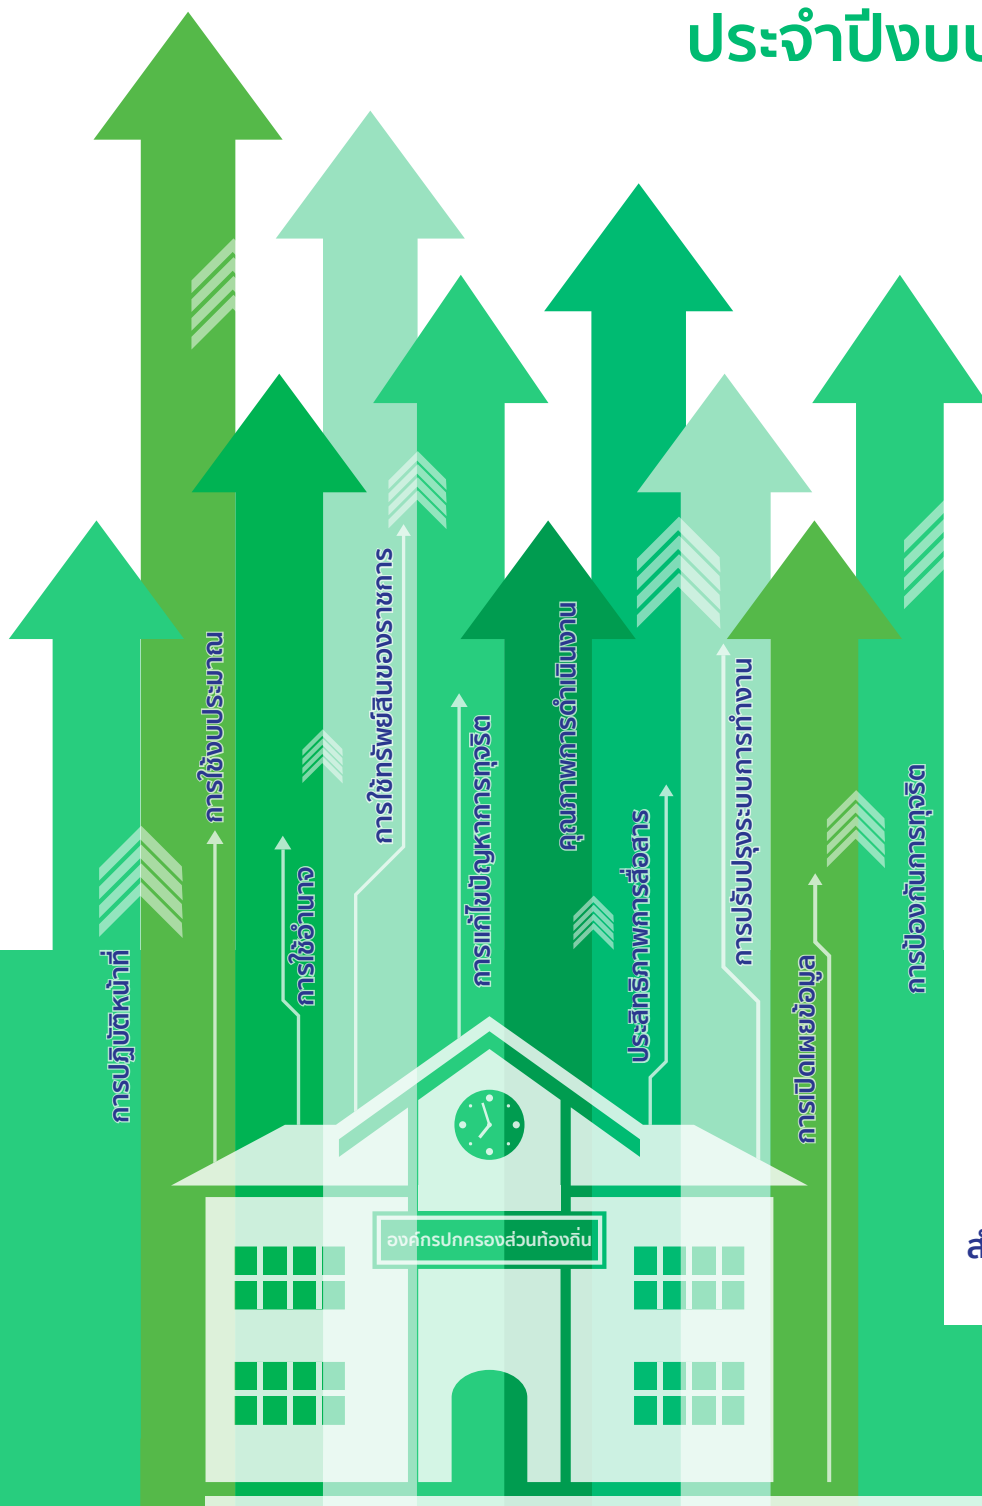 การปฏิบัติหน้าที่
การใช้งบประมาณ
การใช้อำนาจ
การใช้ทรัพย์สินของราชการ
การแก้ไขปัญหาการทุจริต
คุณภาพการดำเนินงาน
ประสิทธิภาพการสื่อสาร
การปรับปรุงระบบการทำงาน
การเปิดเผยข้อมูล
การป้องกันการทุจริต
องค์กรปกครองส่วนท้องถิ่น